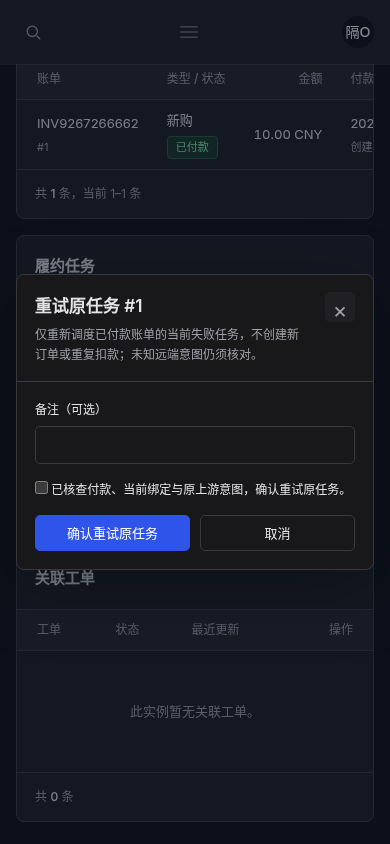 隔O
账单 类型 / 状态 金额 付款
INV9267266662 新购 10.00 CNY 202
#1 已付款 创建
共 1 条，当前 1–1 条
履约任务
重试原任务 #1
仅重新调度已付款账单的当前失败任务，不创建新
订单或重复扣款；未知远端意图仍须核对。
备注（可选）
已核查付款、当前绑定与原上游意图，确认重试原任务。
确认重试原任务 取消
关联工单
工单 状态 最近更新 操作
此实例暂无关联工单。
共 0 条